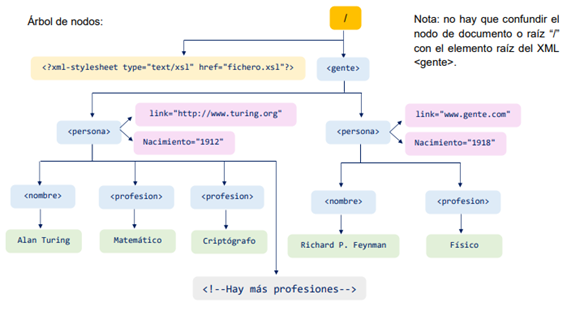 Árbol de nodos:
/
Nota: no hay que confundir el
nodo de documento o raíz "/"
con el elemento raíz del XML
<gente>.
<?xml-stylesheet type="text/xsl" href="fichero.xsl"?>
<gente>
<persona>
link="http://www.turing.org"
Nacimiento="1912"
<persona>
link="www.gente.com"
Nacimiento="1918"
<nombre>
<profesion>
<profesion>
<nombre>
<profesion>
Alan Turing
Matemático
Criptógrafo
Richard P. Feynman
Físico
<!--Hay más profesiones-->